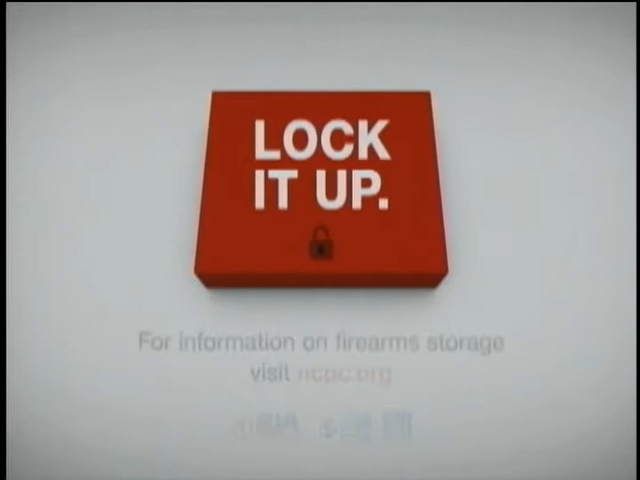 LOCK
IT UP.
For information on firearms storage
visit ncpc.org